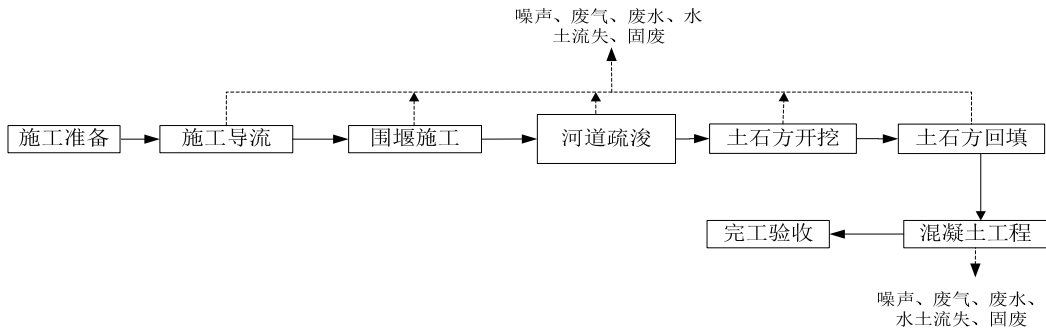 噪声、废气、废水、水
土流失、固废
施工准备
施工导流
围堰施工
河道疏浚
土石方开挖
土石方回填
完工验收
混凝土工程
噪声、废气、废水、
水土流失、固废